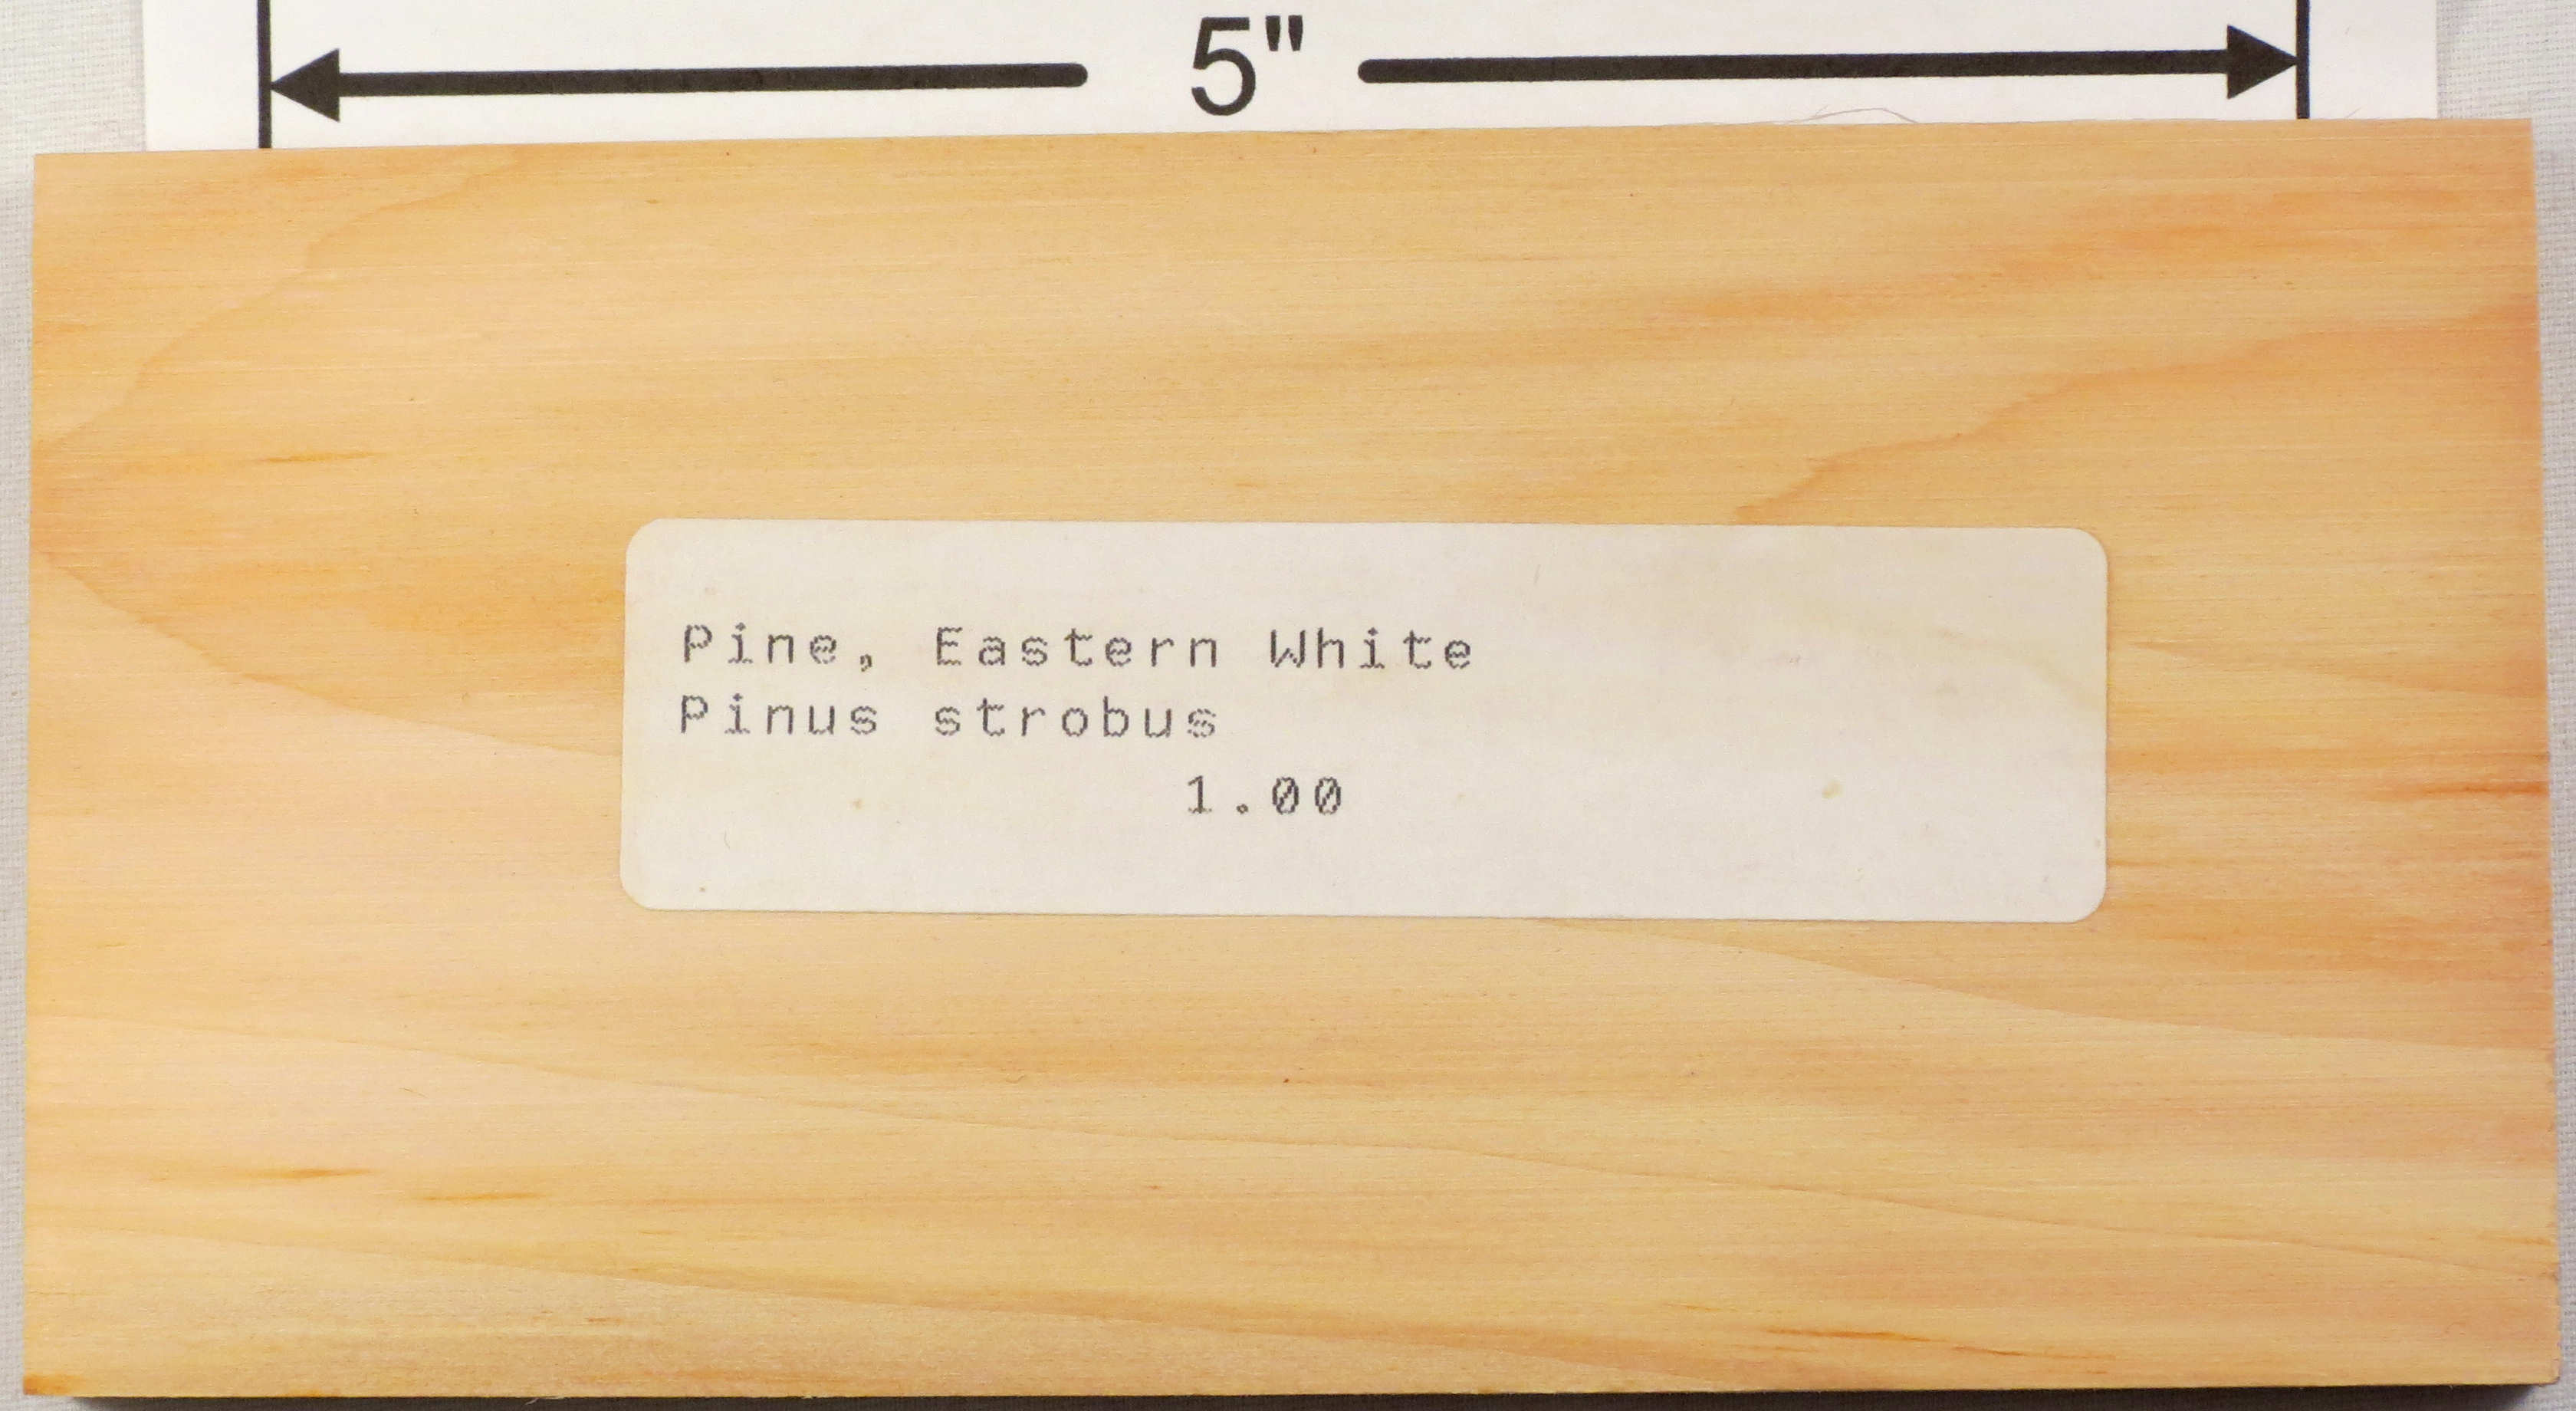 5"
Pine, Eastern White
Pinus strobus
1.00